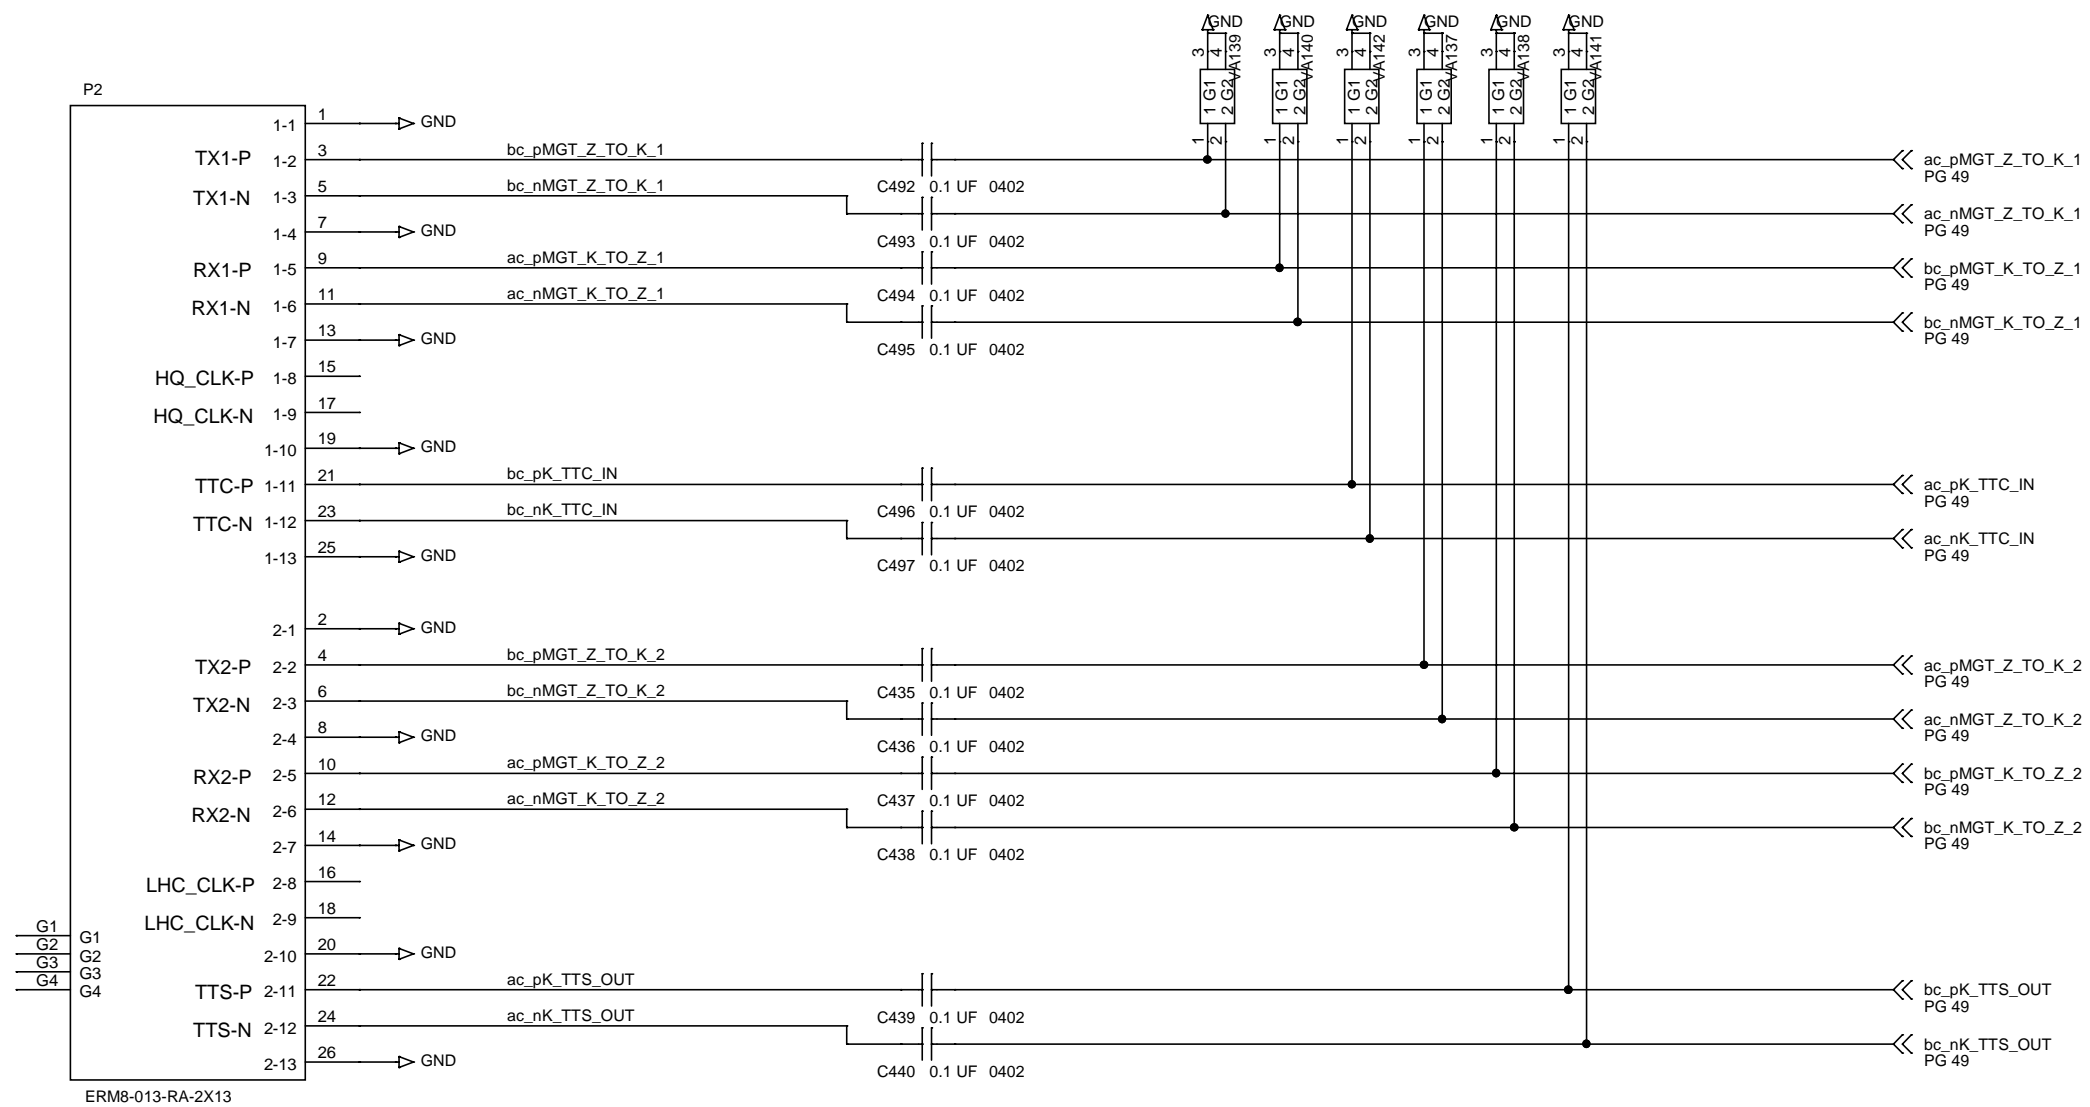 GND GND GND GND GND GND
3 4 VA139 3 4 VA140 3 4 VA142 3 4 VA137 3 4 VA138 3 4 VA141
1 G1 2 G2 1 G1 2 G2 1 G1 2 G2 1 G1 2 G2 1 G1 2 G2 1 G1 2 G2
1 2 1 2 1 2 1 2 1 2 1 2
P2
1-1 1 GND
TX1-P 1-2 3 bc_pMGT_Z_TO_K_1 ac_pMGT_Z_TO_K_1
C492 0.1 UF 0402 PG 49
TX1-N 1-3 5 bc_nMGT_Z_TO_K_1 ac_nMGT_Z_TO_K_1
C493 0.1 UF 0402 PG 49
1-4 7 GND
RX1-P 1-5 9 ac_pMGT_K_TO_Z_1 bc_pMGT_K_TO_Z_1
C494 0.1 UF 0402 PG 49
RX1-N 1-6 11 ac_nMGT_K_TO_Z_1 bc_nMGT_K_TO_Z_1
C495 0.1 UF 0402 PG 49
1-7 13 GND
HQ_CLK-P 1-8 15
HQ_CLK-N 1-9 17
1-10 19 GND
TTC-P 1-11 21 bc_pK_TTC_IN ac_pK_TTC_IN
C496 0.1 UF 0402 PG 49
TTC-N 1-12 23 bc_nK_TTC_IN ac_nK_TTC_IN
C497 0.1 UF 0402 PG 49
1-13 25 GND
2-1 2 GND
TX2-P 2-2 4 bc_pMGT_Z_TO_K_2 ac_pMGT_Z_TO_K_2
C435 0.1 UF 0402 PG 49
TX2-N 2-3 6 bc_nMGT_Z_TO_K_2 ac_nMGT_Z_TO_K_2
C436 0.1 UF 0402 PG 49
2-4 8 GND
RX2-P 2-5 10 ac_pMGT_K_TO_Z_2 bc_pMGT_K_TO_Z_2
C437 0.1 UF 0402 PG 49
RX2-N 2-6 12 ac_nMGT_K_TO_Z_2 bc_nMGT_K_TO_Z_2
C438 0.1 UF 0402 PG 49
2-7 14 GND
LHC_CLK-P 2-8 16
LHC_CLK-N 2-9 18
G1 G1
G2 G2
G3 G3
G4 G4
2-10 20 GND
TTS-P 2-11 22 ac_pK_TTS_OUT bc_pK_TTS_OUT
C439 0.1 UF 0402 PG 49
TTS-N 2-12 24 ac_nK_TTS_OUT bc_nK_TTS_OUT
C440 0.1 UF 0402 PG 49
2-13 26 GND
ERM8-013-RA-2X13